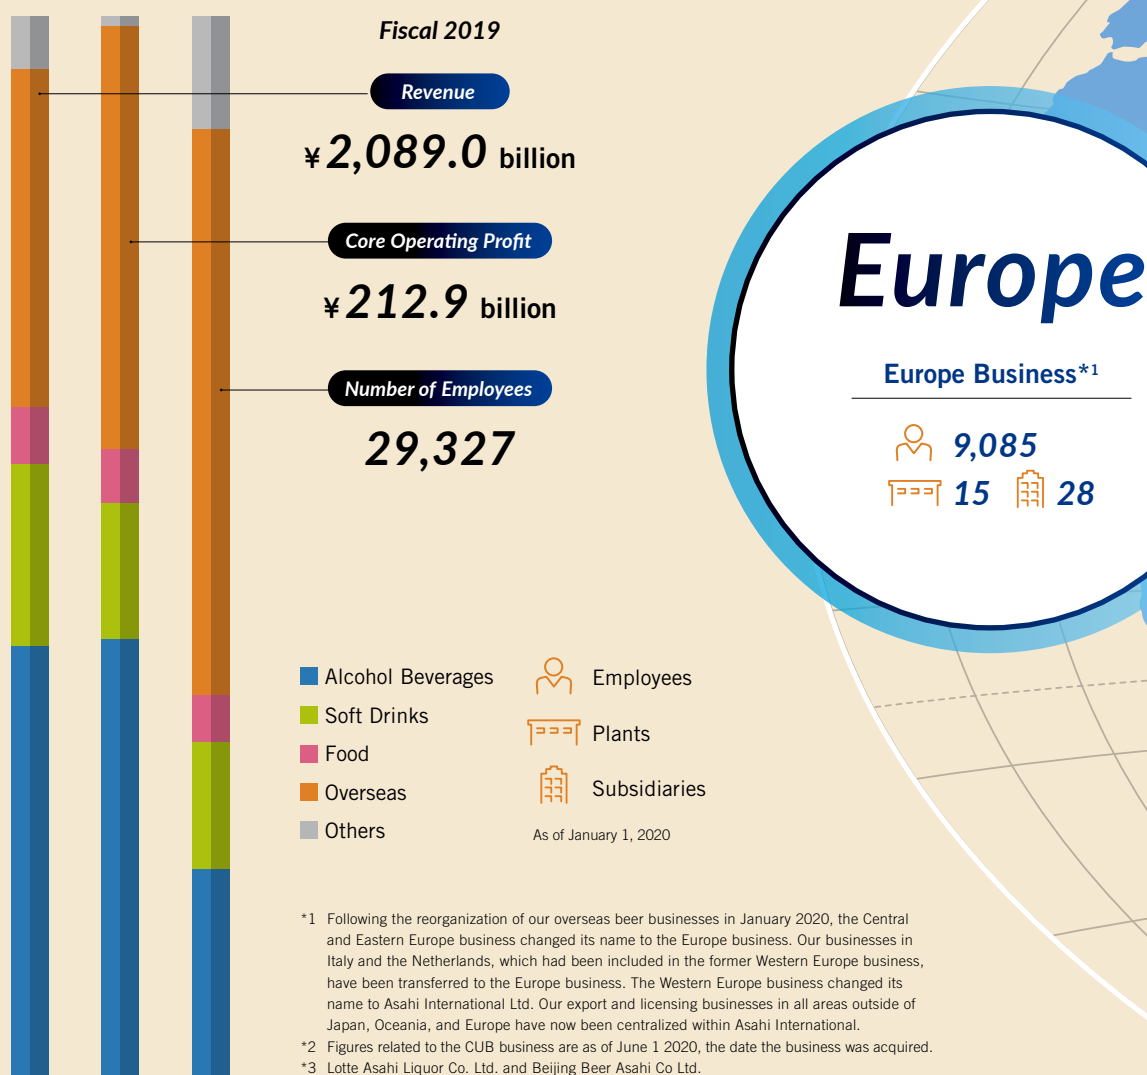 Fiscal 2019
Revenue
¥2,089.0 billion
Core Operating Profit
¥212.9 billion
Number of Employees
29,327
Europe
Europe Business*1
9,085
15 28
Alcohol Beverages
Soft Drinks
Food
Overseas
Others
Employees
Plants
Subsidiaries
As of January 1, 2020
*1 Following the reorganization of our overseas beer businesses in January 2020, the Central
and Eastern Europe business changed its name to the Europe business. Our businesses in
Italy and the Netherlands, which had been included in the former Western Europe business,
have been transferred to the Europe business. The Western Europe business changed its
name to Asahi International Ltd. Our export and licensing businesses in all areas outside of
Japan, Oceania, and Europe have now been centralized within Asahi International.
*2 Figures related to the CUB business are as of June 1 2020, the date the business was acquired.
*3 Lotte Asahi Liquor Co. Ltd. and Beijing Beer Asahi Co Ltd.